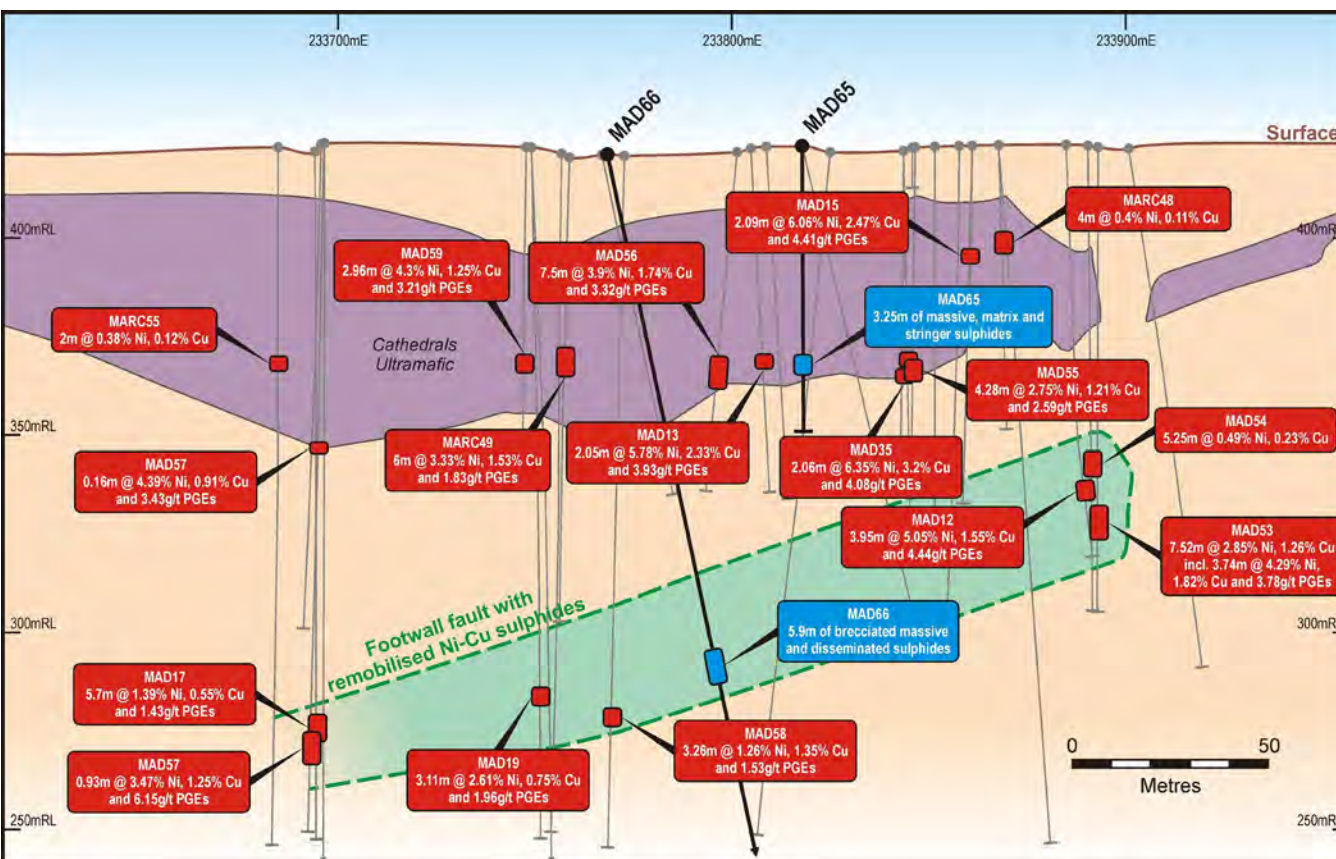 233700mE
233800mE
233900mE
MAD66
MAD65
Surface
400mRL
400mRL
MAD15
2.09m @ 6.06% Ni, 2.47% Cu
and 4.41g/t PGEs
MARC48
4m @ 0.4% Ni, 0.11% Cu
MAD59
2.96m @ 4.3% Ni, 1.25% Cu
and 3.21g/t PGEs
MAD56
7.5m @ 3.9% Ni, 1.74% Cu
and 3.32g/t PGEs
MAD65
3.25m of massive, matrix and
stringer sulphides
MARC55
2m @ 0.38% Ni, 0.12% Cu
Cathedrals
Ultramafic
MAD55
4.28m @ 2.75% Ni, 1.21% Cu
and 2.59g/t PGEs
350mRL
MAD57
0.16m @ 4.39% Ni, 0.91% Cu
and 3.43g/t PGEs
MARC49
6m @ 3.33% Ni, 1.53% Cu
and 1.83g/t PGEs
MAD13
2.05m @ 5.78% Ni, 2.33% Cu
and 3.93g/t PGEs
MAD35
2.06m @ 6.35% Ni, 3.2% Cu
and 4.08g/t PGEs
MAD54
5.25m @ 0.49% Ni, 0.23% Cu
MAD12
3.95m @ 5.05% Ni, 1.55% Cu
and 4.44g/t PGEs
MAD53
7.52m @ 2.85% Ni, 1.26% Cu
incl. 3.74m @ 4.29% Ni,
1.82% Cu and 3.78g/t PGEs
300mRL
300mRL
Footwall fault with
remobilised Ni-Cu sulphides
MAD66
5.9m of brecciated massive
and disseminated sulphides
MAD17
5.7m @ 1.39% Ni, 0.55% Cu
and 1.43g/t PGEs
MAD57
0.93m @ 3.47% Ni, 1.25% Cu
and 6.15g/t PGEs
MAD19
3.11m @ 2.61% Ni, 0.75% Cu
and 1.96g/t PGEs
MAD58
3.26m @ 1.26% Ni, 1.35% Cu
and 1.53g/t PGEs
0
50
Metres
250mRL
250mRL